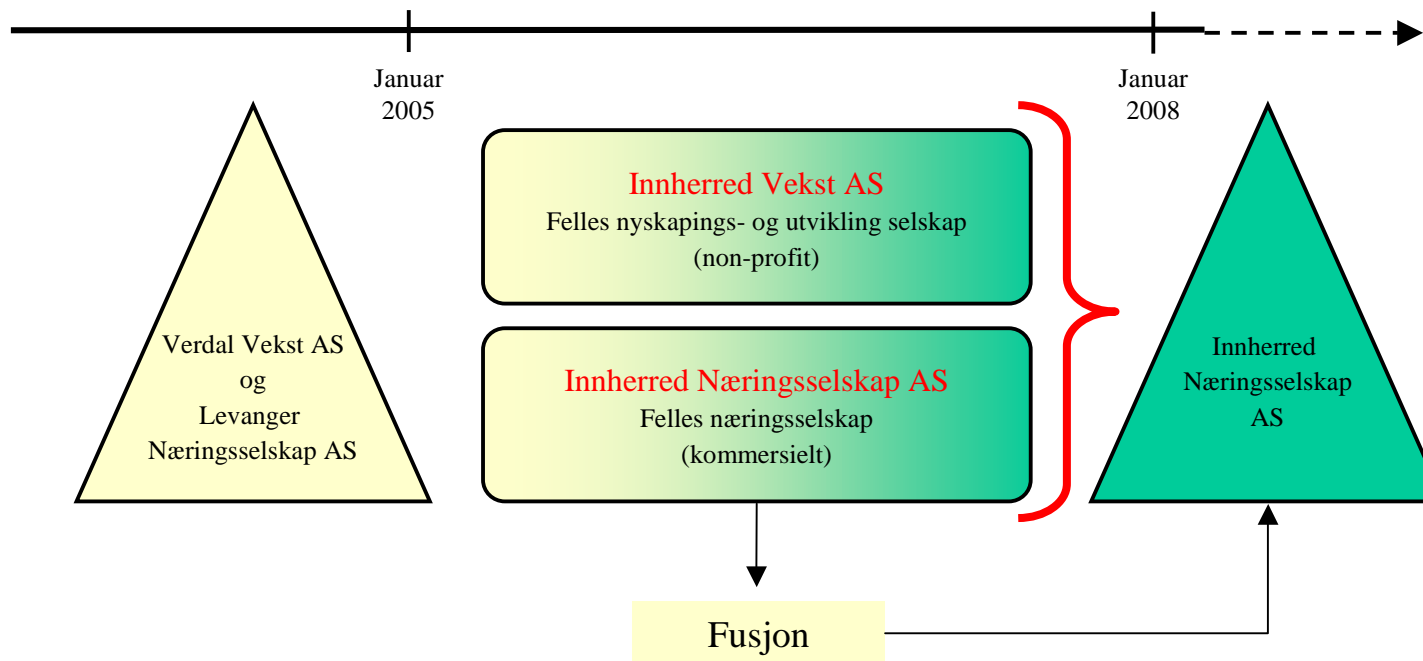 Januar
2005
Januar
2008
Verdal Vekst AS
og
Levanger
Næringsselskap AS
Innherred Vekst AS
Felles nyskapings- og utvikling selskap
(non-profit)
Innherred Næringsselskap AS
Felles næringsselskap
(kommersielt)
Innherred
Næringsselskap
AS
Fusjon